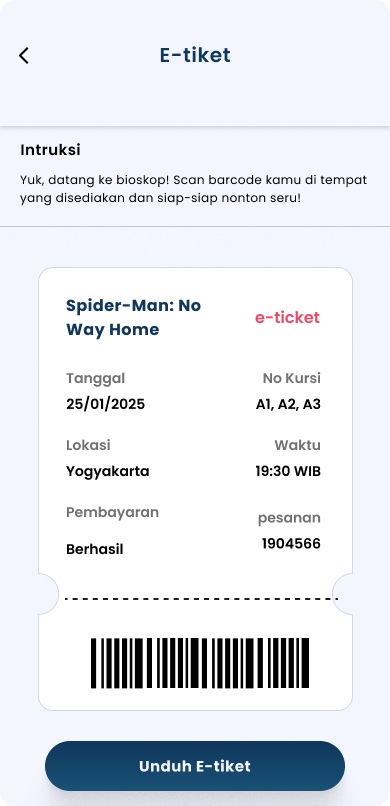 E-tiket
Intruksi
Yuk, datang ke bioskop! Scan barcode kamu di tempat
yang disediakan dan siap-siap nonton seru!
Spider-Man: No
Way Home
e-ticket
Tanggal
No Kursi
25/01/2025
A1, A2, A3
Lokasi
Waktu
Yogyakarta
19:30 WIB
Pembayaran
pesanan
Berhasil
1904566
Unduh E-tiket